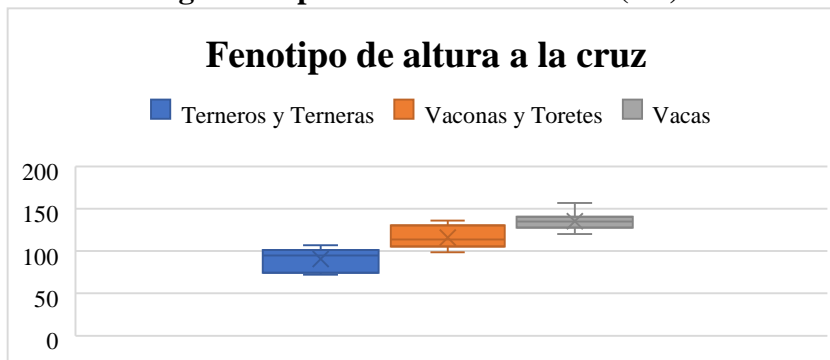 Fenotipo de altura a la cruz
Terneros y Terneras Vaconas y Toretes Vacas
200
150
100
50
0